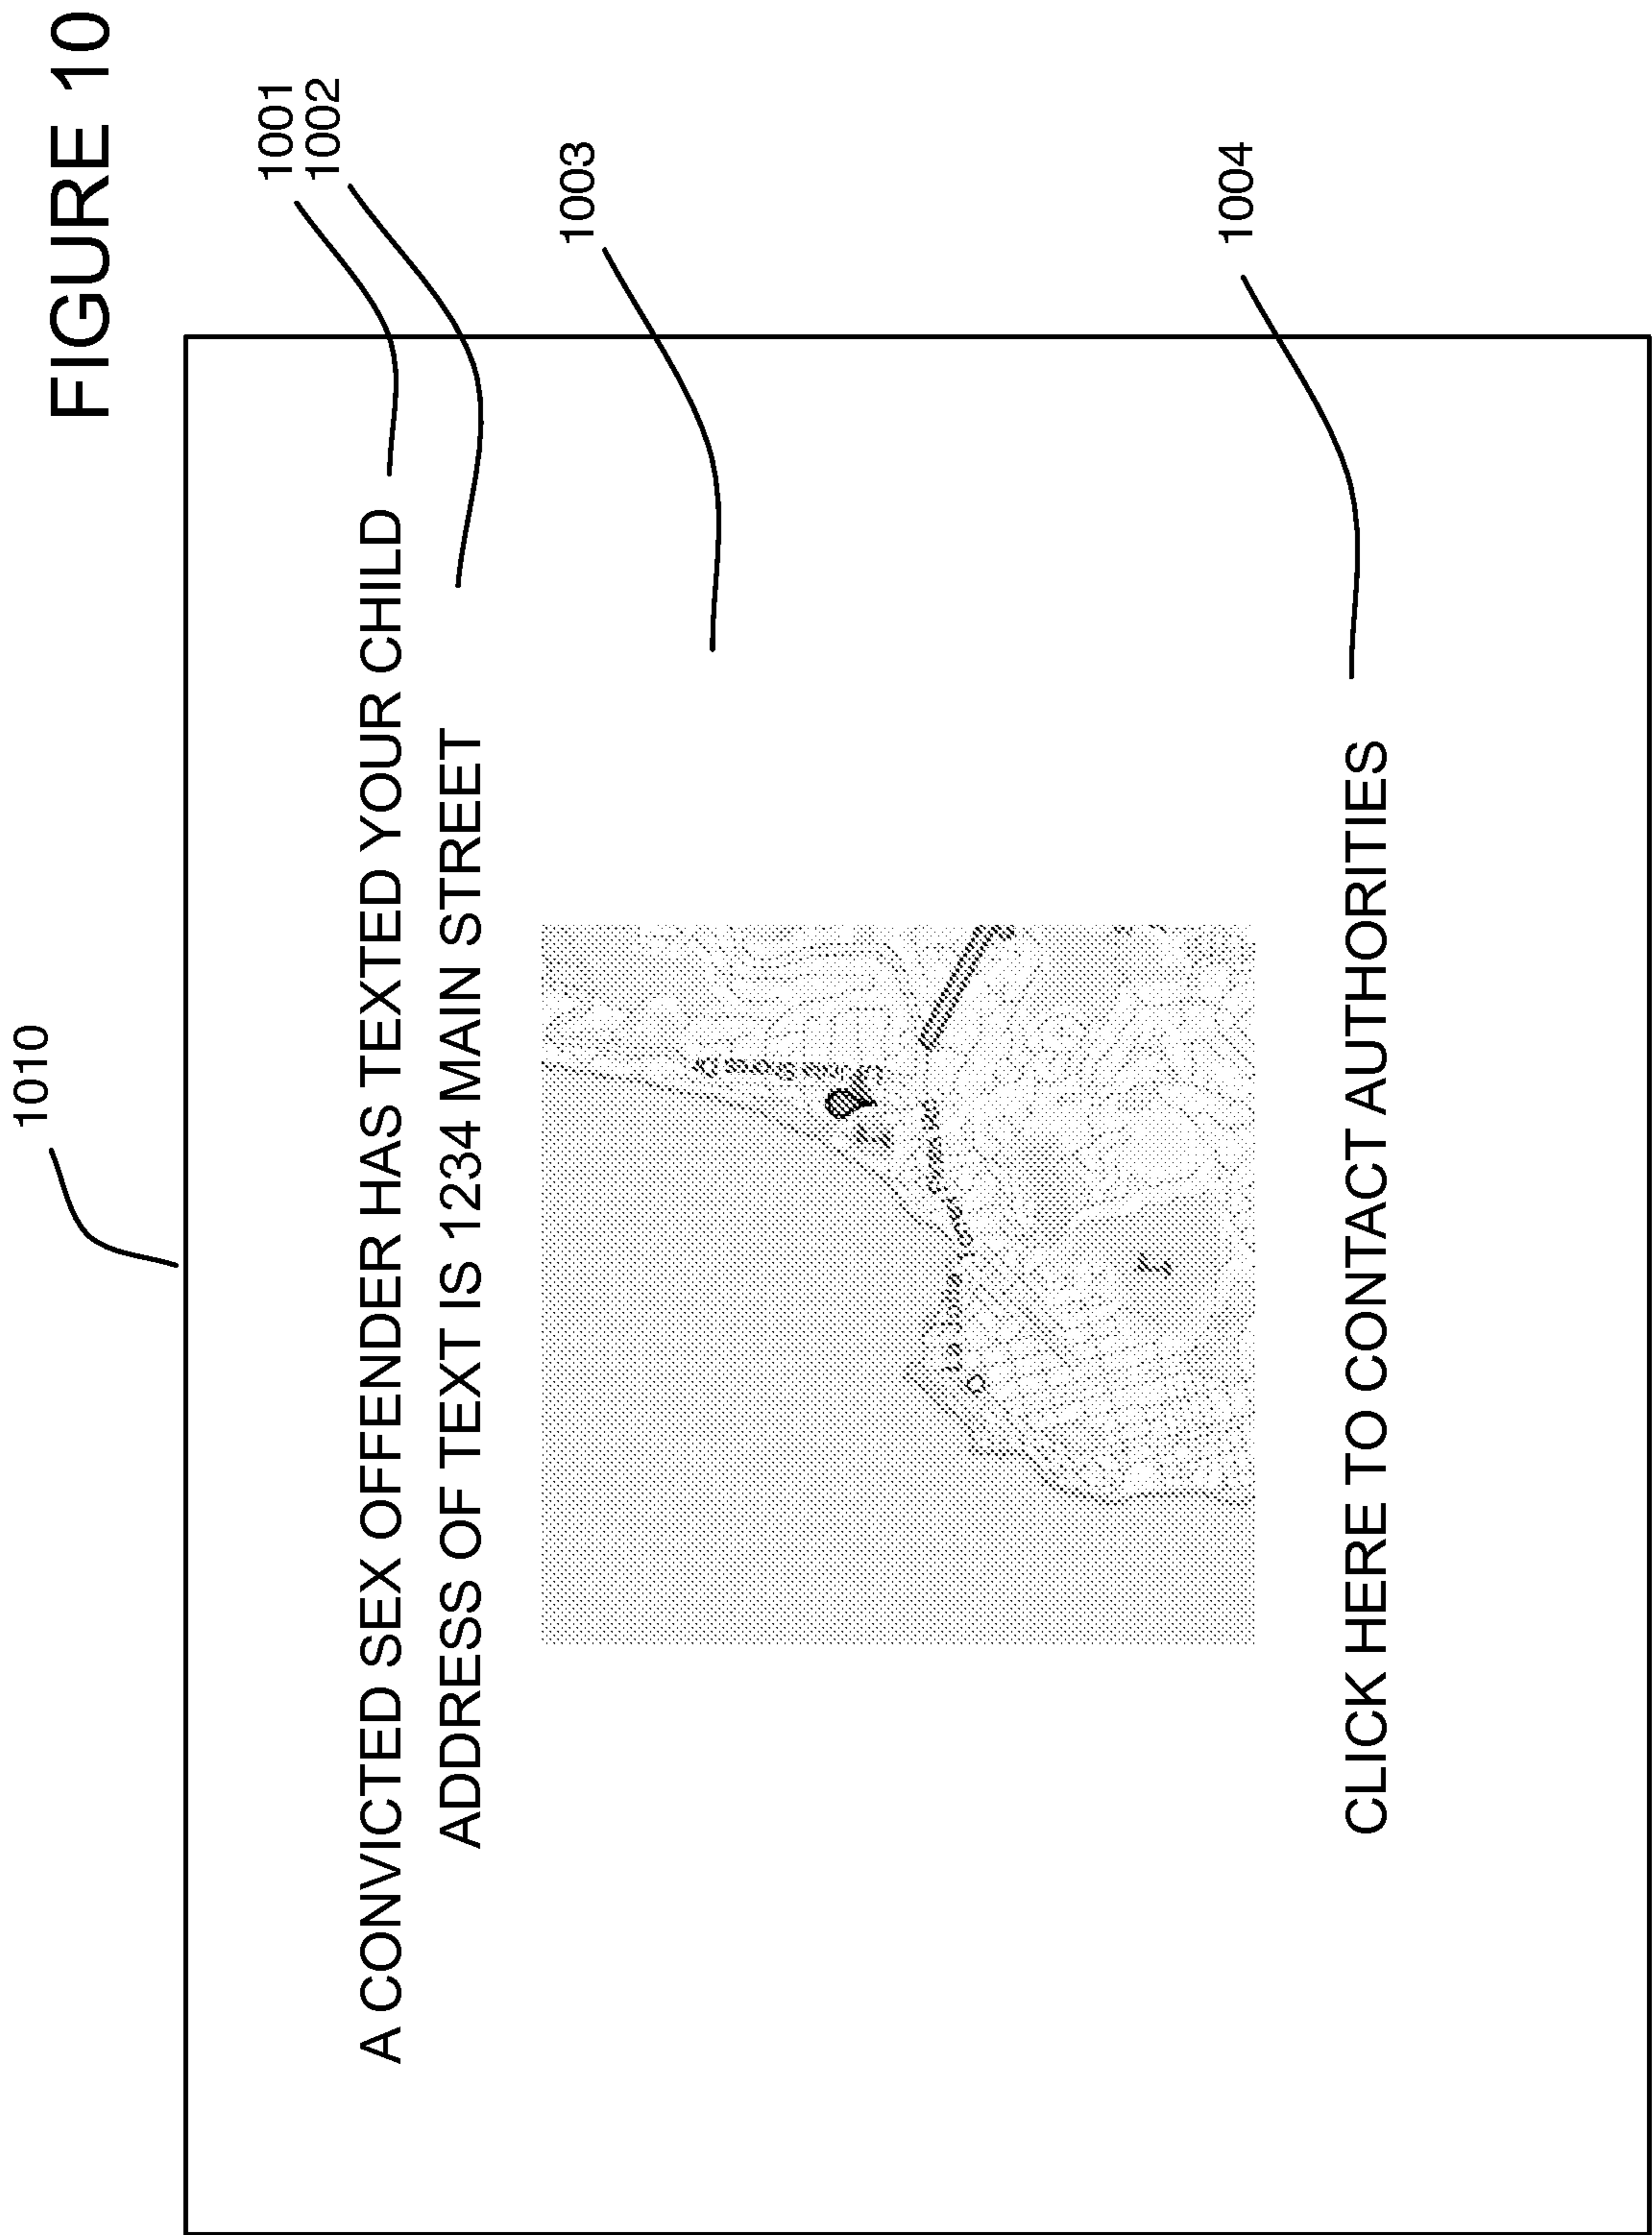 FIGURE 10
1010
A CONVICTED SEX OFFENDER HAS TEXTED YOUR CHILD
1001
ADDRESS OF TEXT IS 1234 MAIN STREET
1002
1003
CLICK HERE TO CONTACT AUTHORITIES
1004